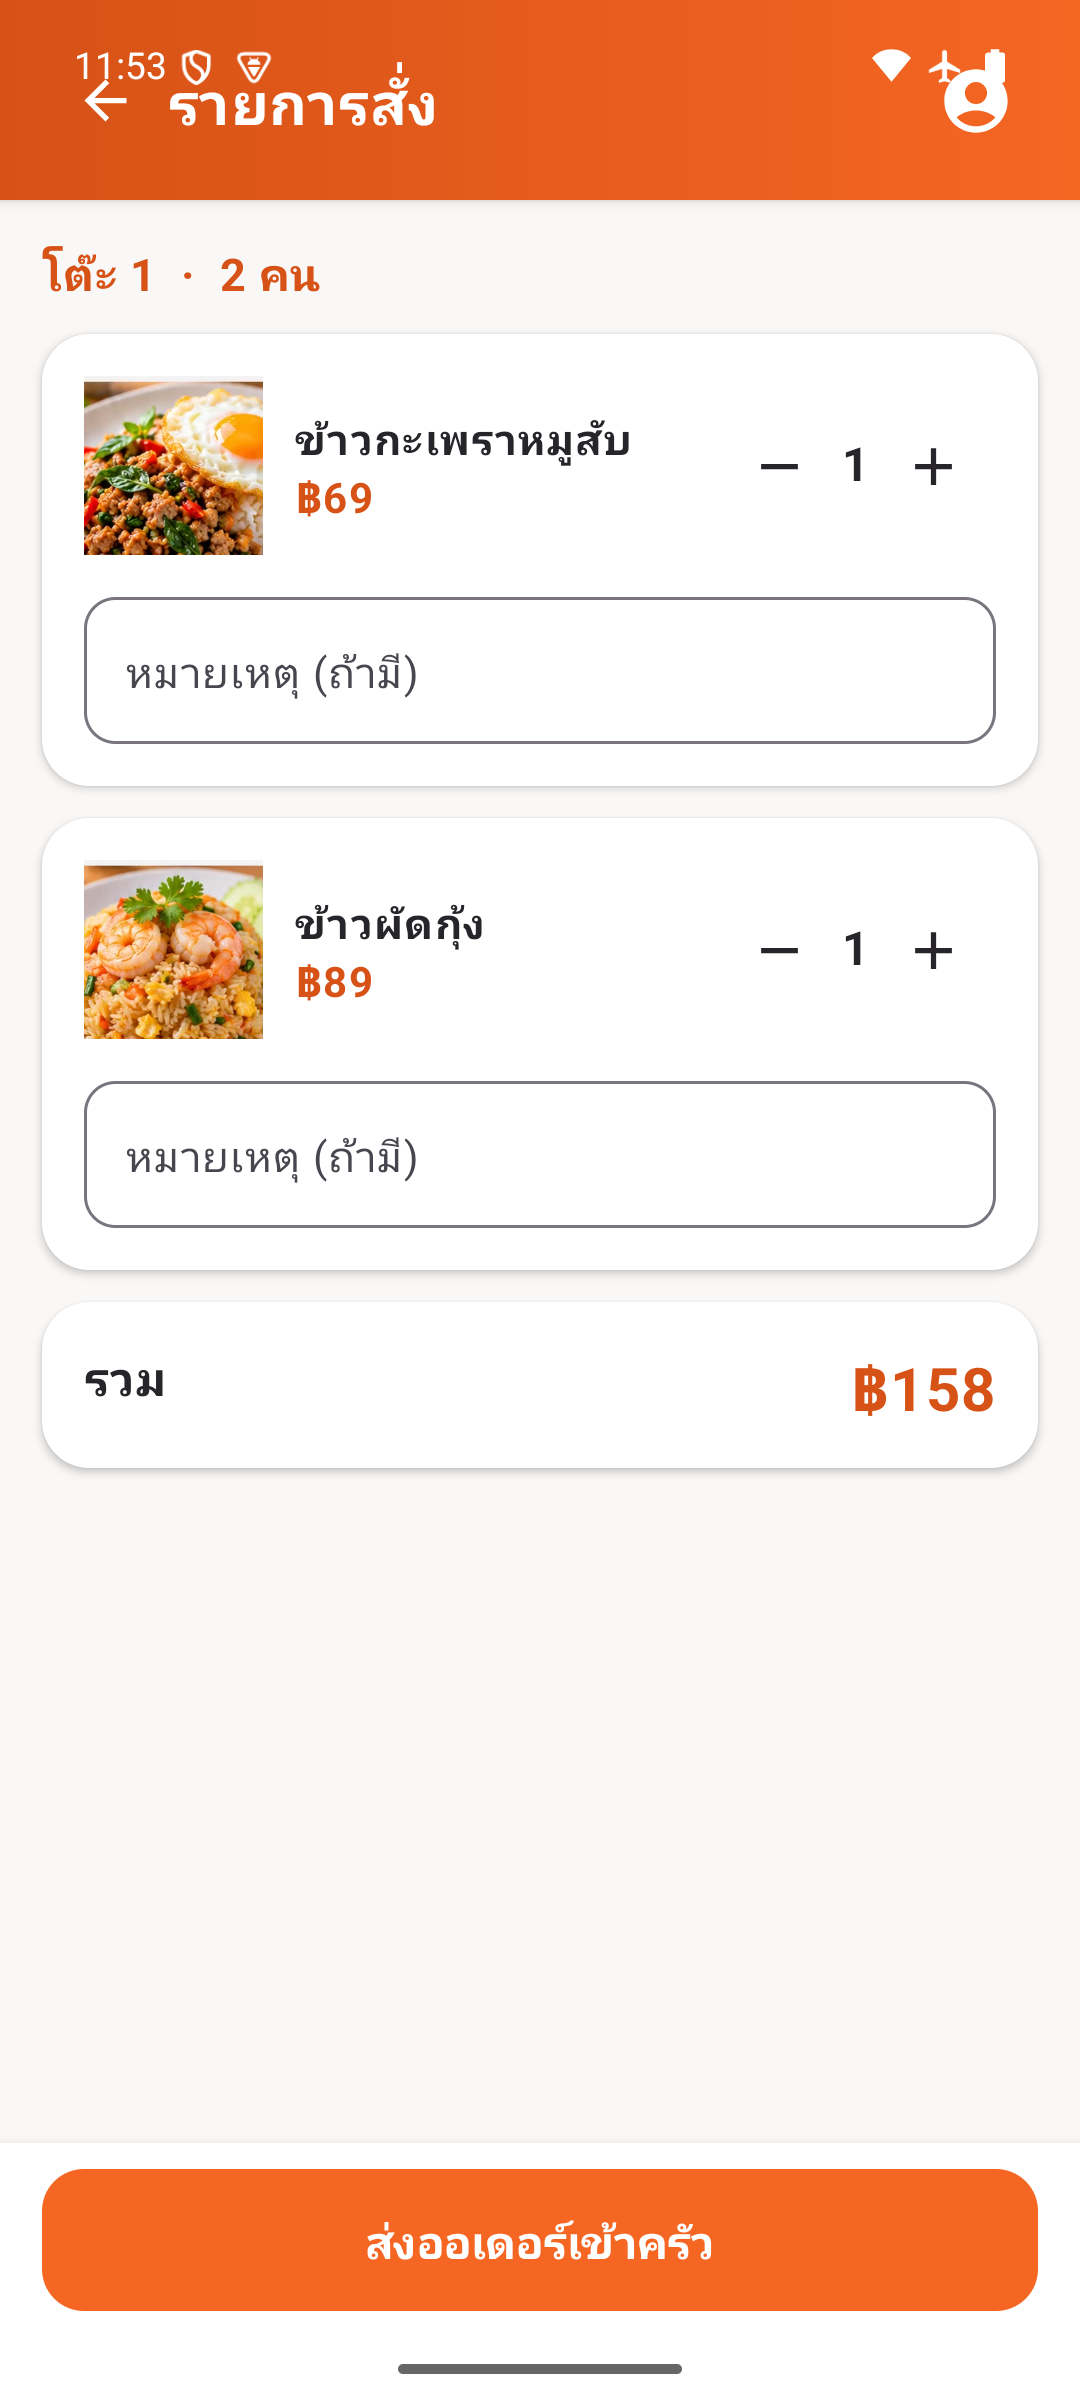 11:53
รายการสั่ง
โต๊ะ 1 · 2 คน
ข้าวกะเพราหมูสับ
฿69
1
หมายเหตุ (ถ้ามี)
ข้าวผัดกุ้ง
฿89
1
หมายเหตุ (ถ้ามี)
รวม
฿158
ส่งออเดอร์เข้าครัว